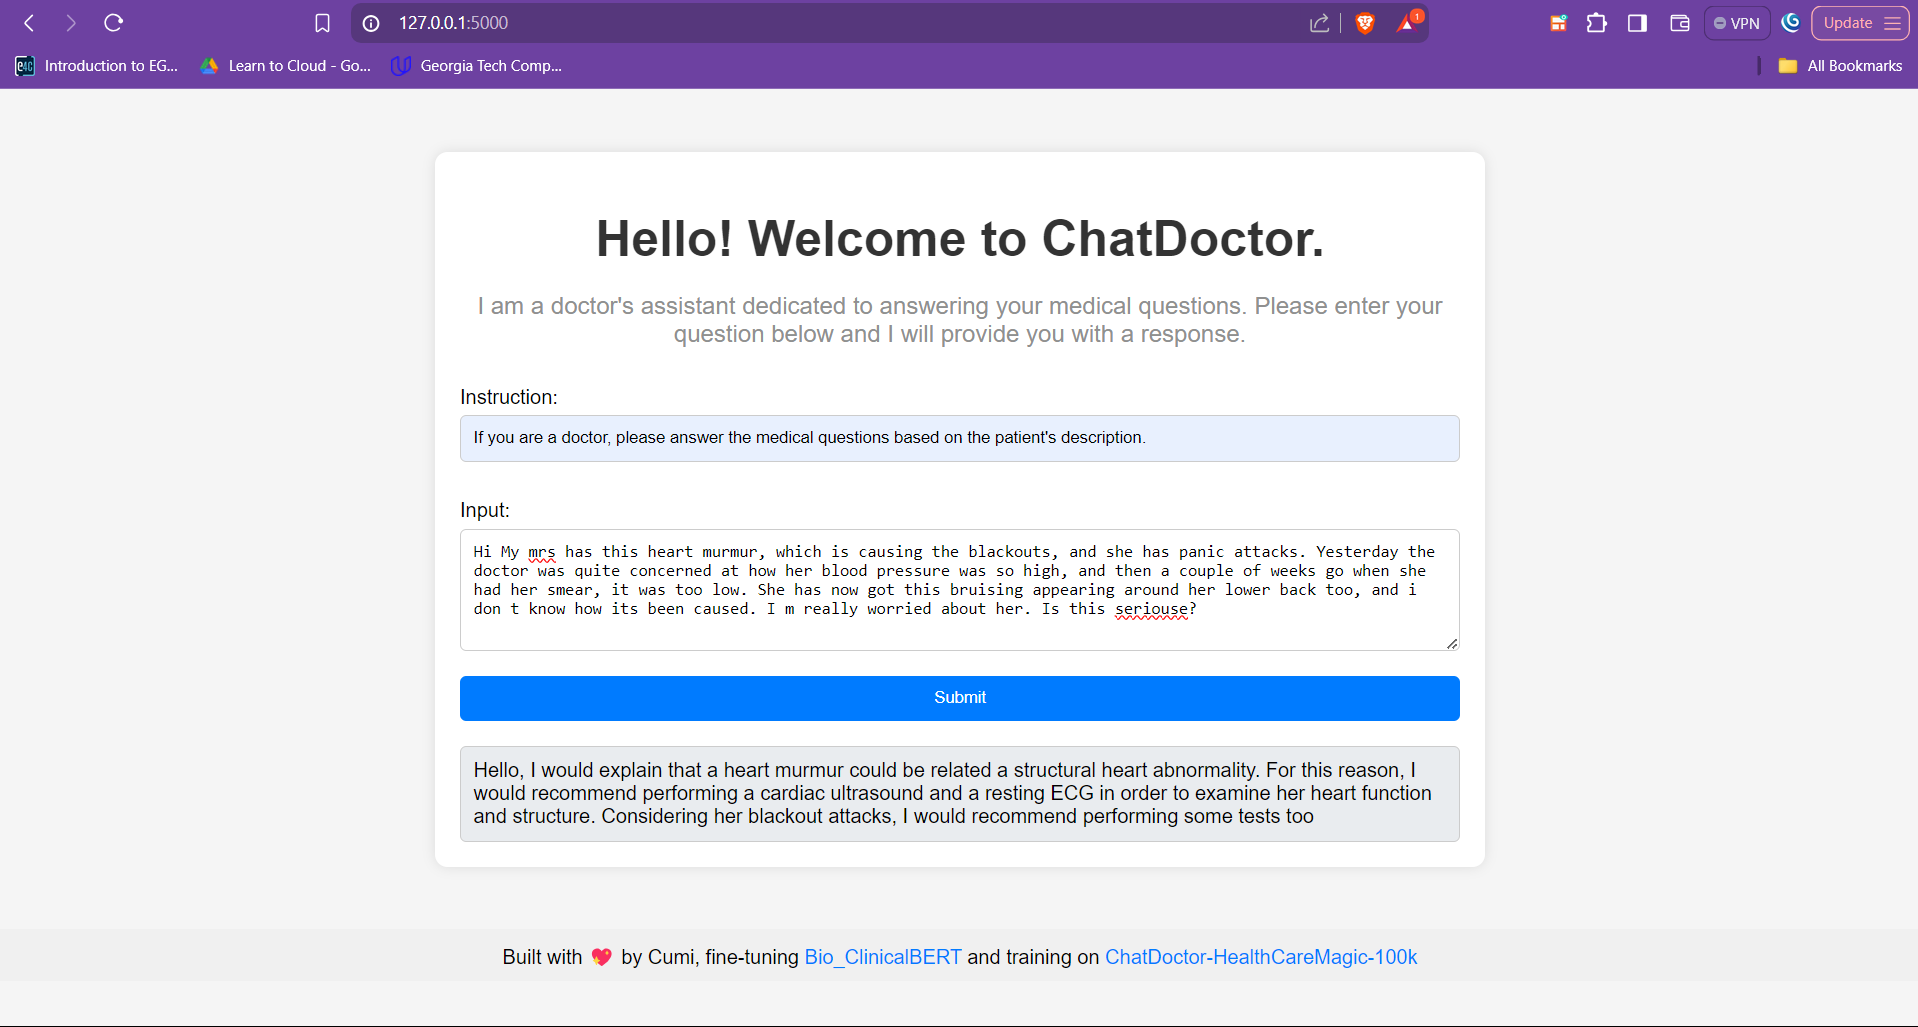 127.0.0.1:5000
1
VPN
Update
e4c
Introduction to EG...
Learn to Cloud - Go...
Georgia Tech Comp...
All Bookmarks
Hello! Welcome to ChatDoctor.
I am a doctor's assistant dedicated to answering your medical questions. Please enter your
question below and I will provide you with a response.
Instruction:
If you are a doctor, please answer the medical questions based on the patient's description.
Input:
Hi My mrs has this heart murmur, which is causing the blackouts, and she has panic attacks. Yesterday the
doctor was quite concerned at how her blood pressure was so high, and then a couple of weeks go when she
had her smear, it was too low. She has now got this bruising appearing around her lower back too, and i
don t know how its been caused. I m really worried about her. Is this seriouse?
Submit
Hello, I would explain that a heart murmur could be related a structural heart abnormality. For this reason, I
would recommend performing a cardiac ultrasound and a resting ECG in order to examine her heart function
and structure. Considering her blackout attacks, I would recommend performing some tests too
Built with 💖 by Cumi, fine-tuning Bio_ClinicalBERT and training on ChatDoctor-HealthCareMagic-100k